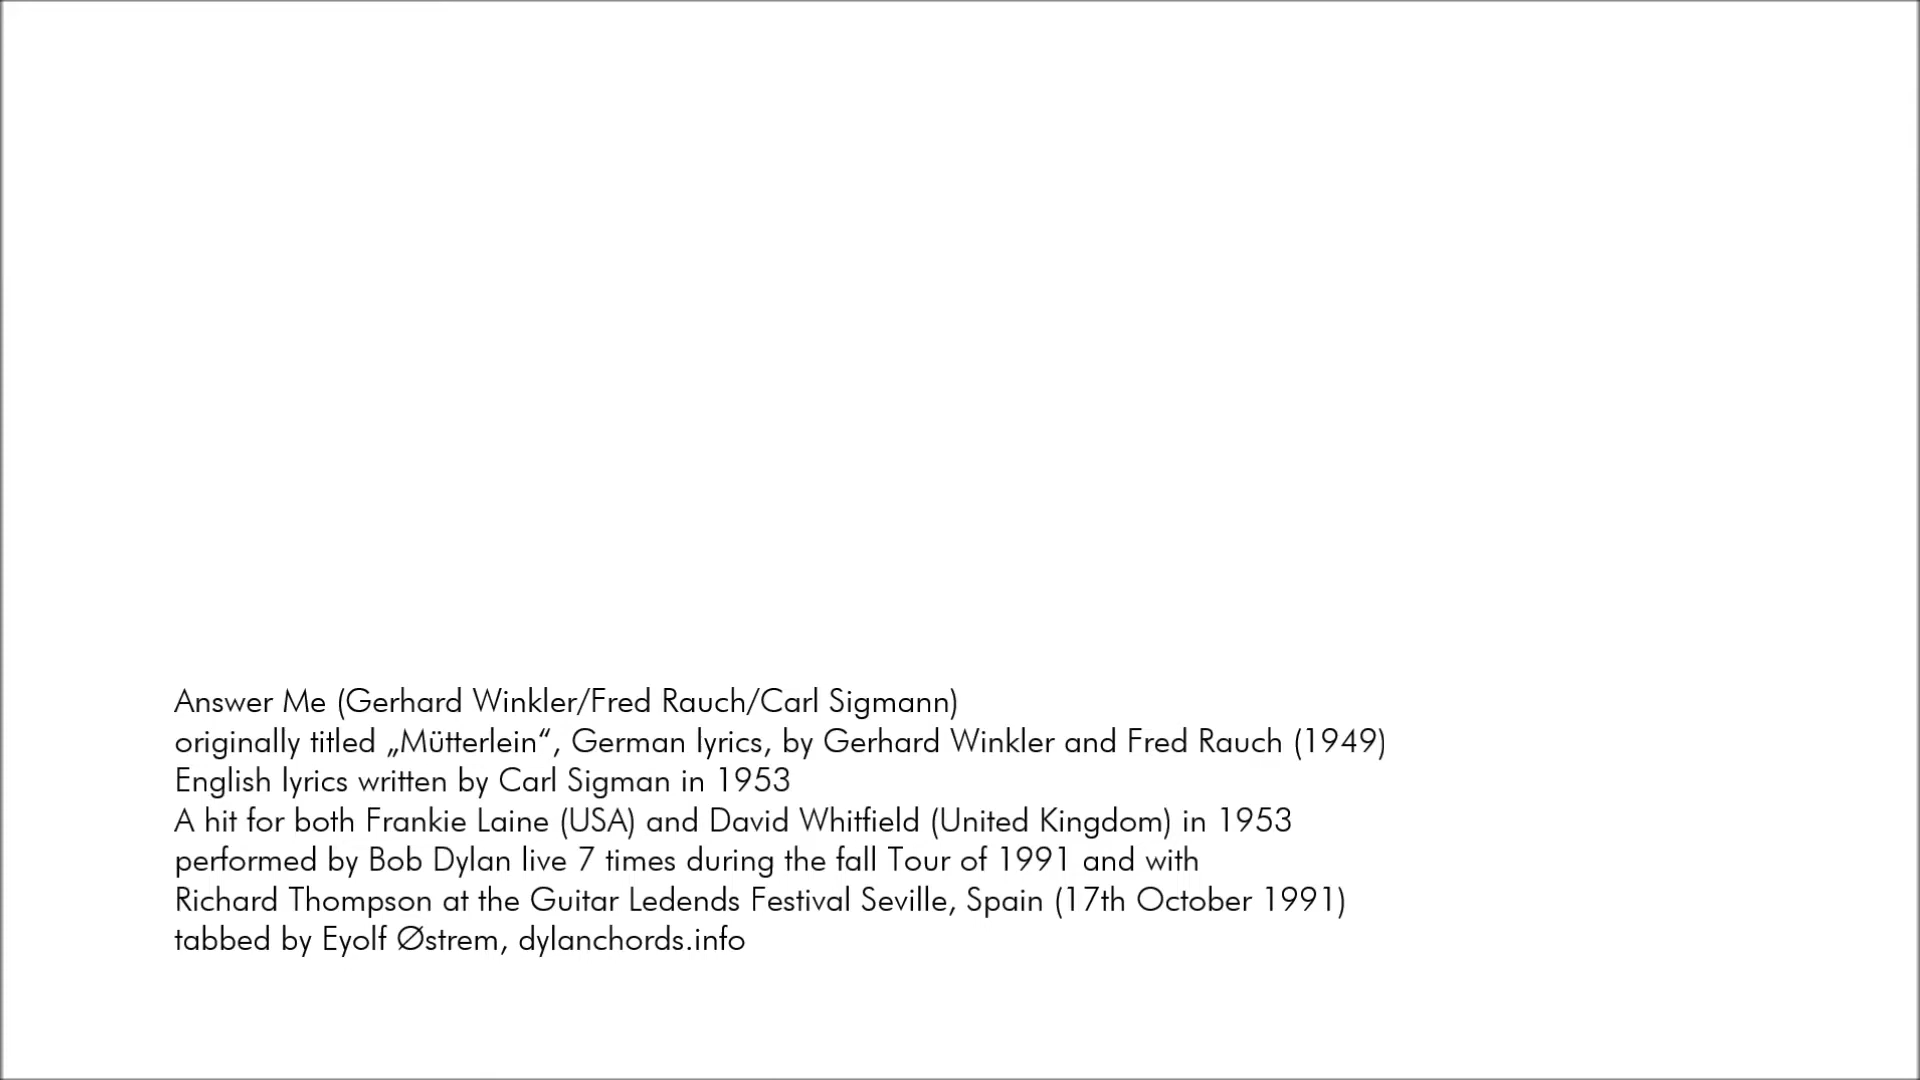 Answer Me (Gerhard Winkler/Fred Rauch/Carl Sigmann)
originally titled „Mütterlein“, German lyrics, by Gerhard Winkler and Fred Rauch (1949)
English lyrics written by Carl Sigman in 1953
A hit for both Frankie Laine (USA) and David Whitfield (United Kingdom) in 1953
performed by Bob Dylan live 7 times during the fall Tour of 1991 and with
Richard Thompson at the Guitar Ledends Festival Seville, Spain (17th October 1991)
tabbed by Eyolf Østrem, dylanchords.info